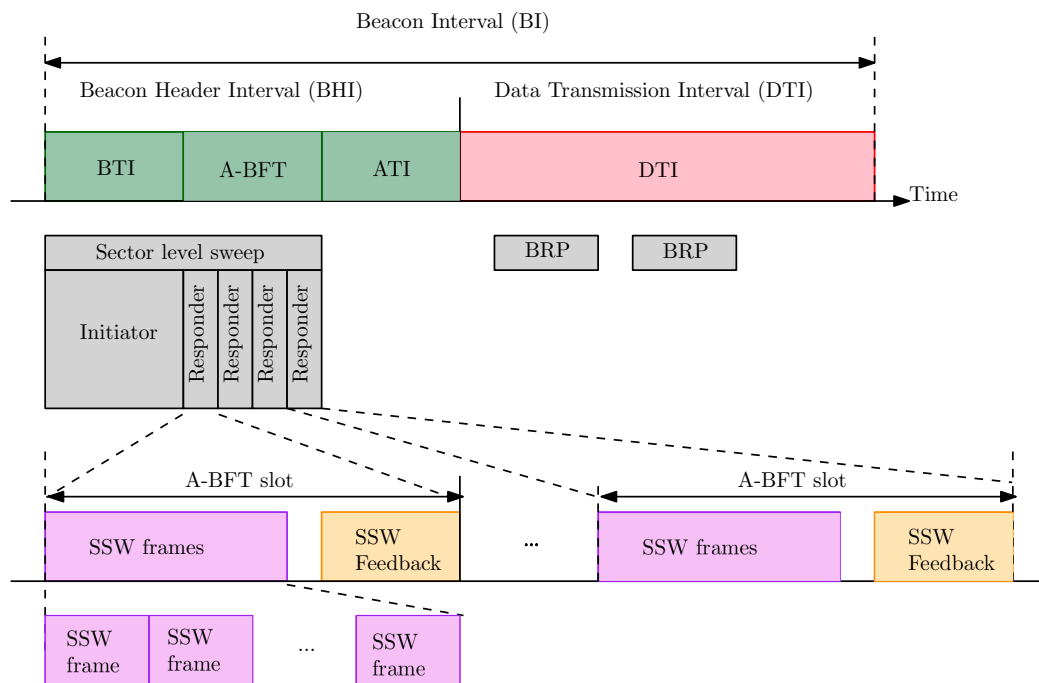 Beacon Interval (BI)
Beacon Header Interval (BHI)
Data Transmission Interval (DTI)
BTI
A-BFT
ATI
DTI
Time
Sector level sweep
BRP
BRP
Initiator
Responder
Responder
Responder
Responder
A-BFT slot
A-BFT slot
SSW frames
SSW
Feedback
...
SSW frames
SSW
Feedback
SSW
frame
SSW
frame
...
SSW
frame